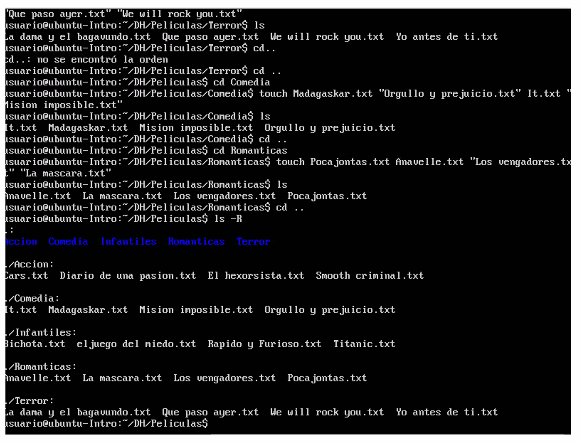 "Que paso ayer.txt" "We will rock you.txt"
usuario@ubuntu-Intro:~/DH/Peliculas/Terror$ ls
La dama y el bagavundo.txt  Que paso ayer.txt  We will rock you.txt  Yo antes de ti.txt
usuario@ubuntu-Intro:~/DH/Peliculas/Terror$ cd..
cd..: no se encontró la orden
usuario@ubuntu-Intro:~/DH/Peliculas/Terror$ cd ..
usuario@ubuntu-Intro:~/DH/Peliculas$ cd Comedia
usuario@ubuntu-Intro:~/DH/Peliculas/Comedia$ touch Madagaskar.txt "Orgullo y prejuicio.txt" It.txt "
Mision imposible.txt"
usuario@ubuntu-Intro:~/DH/Peliculas/Comedia$ ls
It.txt  Madagaskar.txt  Mision imposible.txt  Orgullo y prejuicio.txt
usuario@ubuntu-Intro:~/DH/Peliculas/Comedia$ cd ..
usuario@ubuntu-Intro:~/DH/Peliculas$ cd Romanticas
usuario@ubuntu-Intro:~/DH/Peliculas/Romanticas$ touch Pocajontas.txt Anavelle.txt "Los vengadores.tx
t" "La mascara.txt"
usuario@ubuntu-Intro:~/DH/Peliculas/Romanticas$ ls
Anavelle.txt  La mascara.txt  Los vengadores.txt  Pocajontas.txt
usuario@ubuntu-Intro:~/DH/Peliculas/Romanticas$ cd ..
usuario@ubuntu-Intro:~/DH/Peliculas$ ls -R
.:
Accion  Comedia  Infantiles  Romanticas  Terror
./Accion:
Cars.txt  Diario de una pasion.txt  El hexorsista.txt  Smooth criminal.txt
./Comedia:
It.txt  Madagaskar.txt  Mision imposible.txt  Orgullo y prejuicio.txt
./Infantiles:
Bichota.txt  eljuego del miedo.txt  Rapido y Furioso.txt  Titanic.txt
./Romanticas:
Anavelle.txt  La mascara.txt  Los vengadores.txt  Pocajontas.txt
./Terror:
La dama y el bagavundo.txt  Que paso ayer.txt  We will rock you.txt  Yo antes de ti.txt
usuario@ubuntu-Intro:~/DH/Peliculas$